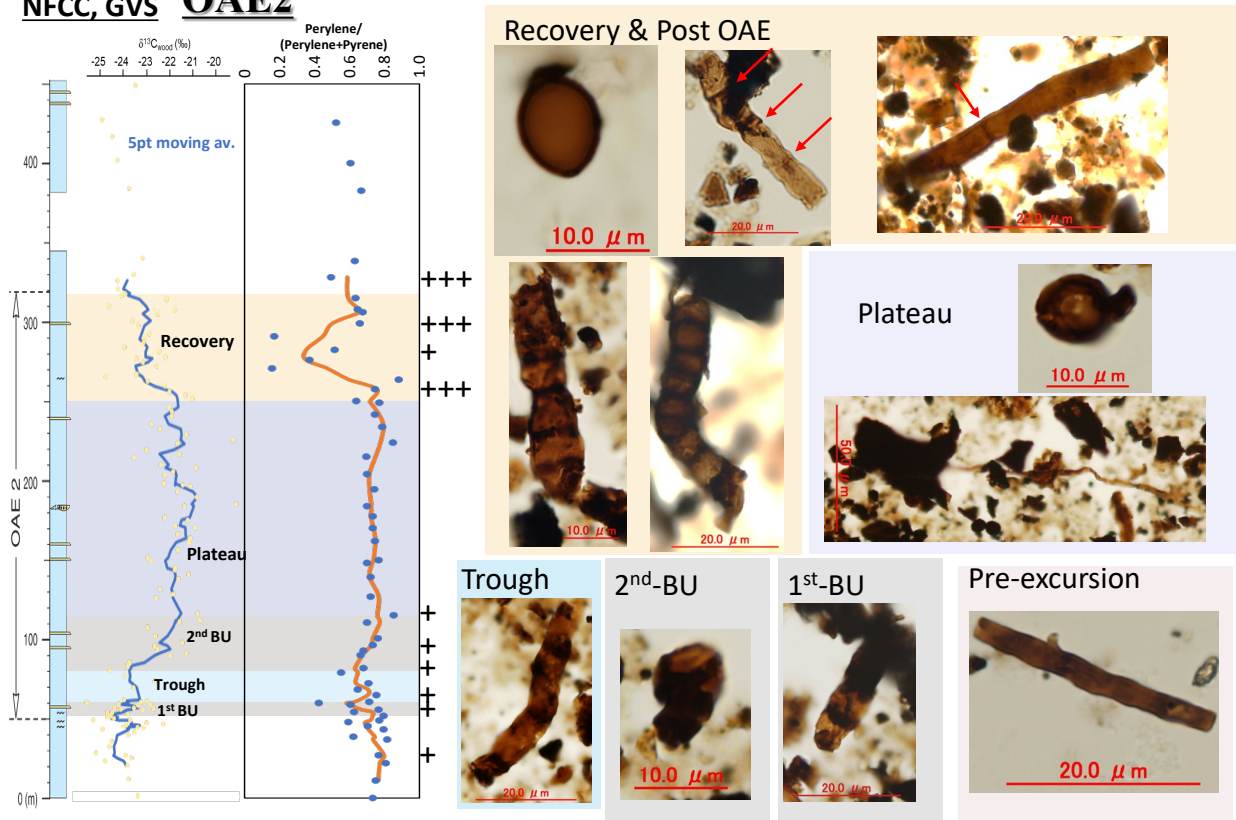 NFCC, GVS OAE2
δ¹³Cwood (‰)
-25 -24 -23 -22 -21 -20
Perylene/
(Perylene+Pyrene)
0 0.2 0.4 0.6 0.8 1.0
5pt moving av.
400
300
200
100
0 (m)
OAE 2
Recovery
Plateau
2nd BU
Trough
1st BU
+++
+++
+
+++
+
+
+
+
+
+
Recovery & Post OAE
10.0 μm
20.0 μm
20.0 μm
10.0 μm
20.0 μm
Plateau
10.0 μm
50.0 μm
Trough
20.0 μm
2nd-BU
10.0 μm
1st-BU
20.0 μm
Pre-excursion
20.0 μm